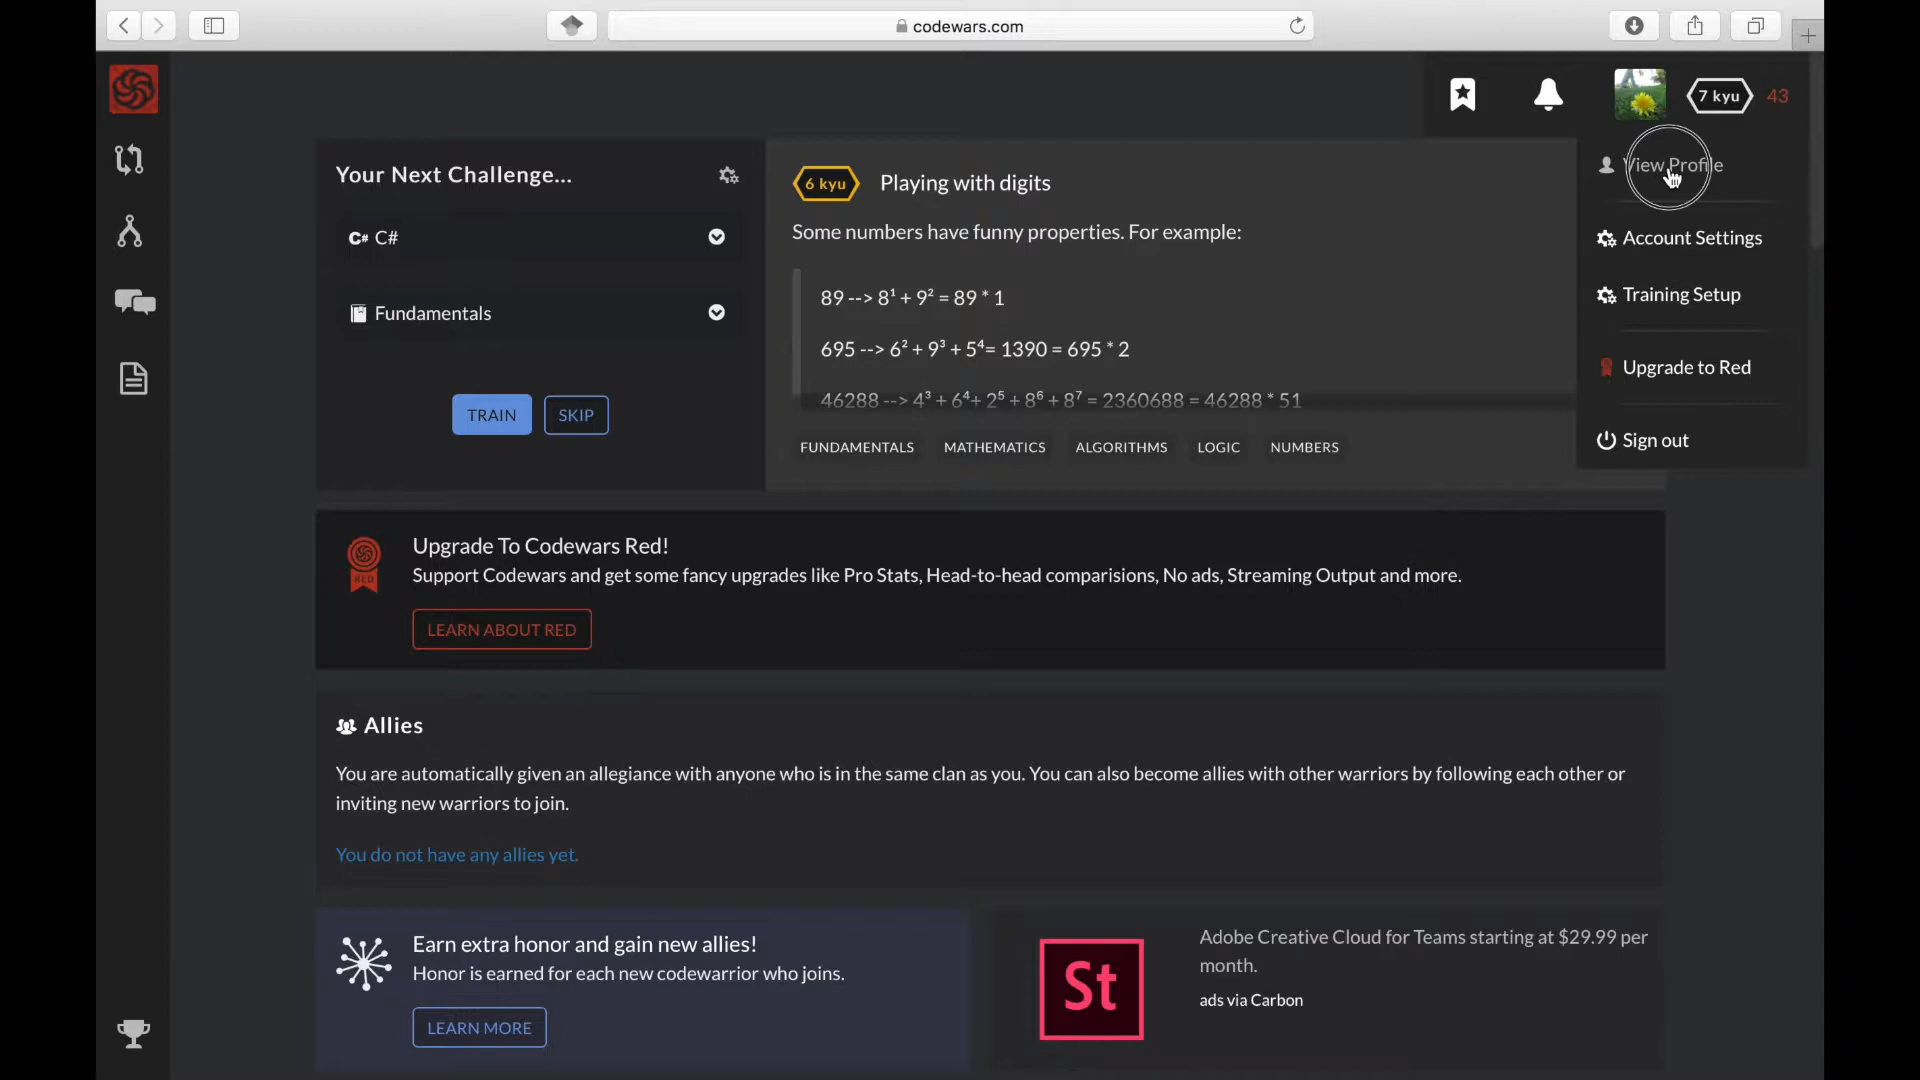 codewars.com
7 kyu 43
Your Next Challenge...
C# C#
Fundamentals
TRAIN SKIP
6 kyu Playing with digits
Some numbers have funny properties. For example:
89 --> 8¹ + 9² = 89 * 1
695 --> 6² + 9³ + 5⁴= 1390 = 695 * 2
46288 --> 4³ + 6⁴+ 2⁵ + 8⁶ + 8⁷ = 2360688 = 46288 * 51
FUNDAMENTALS MATHEMATICS ALGORITHMS LOGIC NUMBERS
View Profile
Account Settings
Training Setup
Upgrade to Red
Sign out
RED
Upgrade To Codewars Red!
Support Codewars and get some fancy upgrades like Pro Stats, Head-to-head comparisions, No ads, Streaming Output and more.
LEARN ABOUT RED
Allies
You are automatically given an allegiance with anyone who is in the same clan as you. You can also become allies with other warriors by following each other or
inviting new warriors to join.
You do not have any allies yet.
Earn extra honor and gain new allies!
Honor is earned for each new codewarrior who joins.
LEARN MORE
St
Adobe Creative Cloud for Teams starting at $29.99 per
month.
ads via Carbon